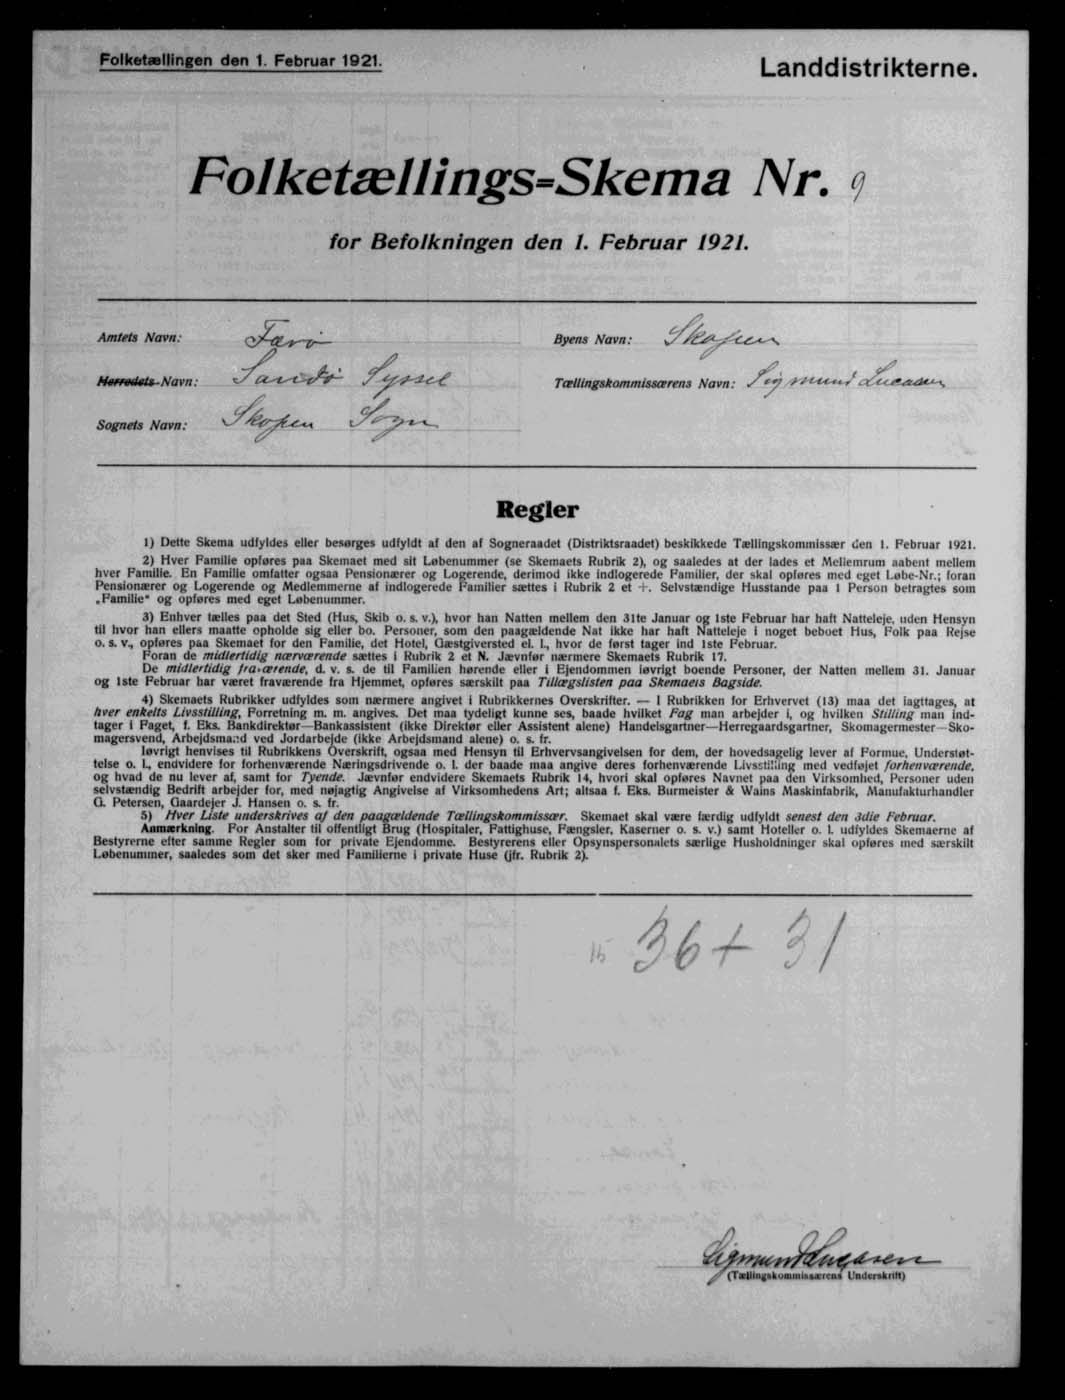 Folketællingen den 1. Februar 1921.
Landdistrikterne.
Folketællings=Skema Nr. 9
for Befolkningen den 1. Februar 1921.
Amtets Navn: Færø
Byens Navn: Skopen
Herredets Navn: Sandø Syssel
Tællingskommissærens Navn: Sigmund Lucasen
Sognets Navn: Skopen Sogn
Regler
1) Dette Skema udfyldes eller besørges udfyldt af den af Sogneraadet (Distriktsraadet) beskikkede Tællingskommissær den 1. Februar 1921.
2) Hver Familie opføres paa Skemaet med sit Løbenummer (se Skemaets Rubrik 2), og saaledes at der lades et Mellemrum aabent mellem
hver Familie. En Familie omfatter ogsaa Pensionærer og Logerende, derimod ikke indlogerede Familier, der skal opføres med eget Løbe-Nr.; foran
Pensionærer og Logerende og Medlemmerne af indlogerede Familier sættes i Rubrik 2 et +. Selvstændige Husstande paa 1 Person betragtes som
„Familie" og opføres med eget Løbenummer.
3) Enhver tælles paa det Sted (Hus, Skib o. s. v.), hvor han Natten mellem den 31te Januar og 1ste Februar har haft Natteleje, uden Hensyn
til hvor han ellers maatte opholde sig eller bo. Personer, som den paagældende Nat ikke har haft Natteleje i noget beboet Hus, Folk paa Rejse
o. s. v., opføres paa Skemaet for den Familie, det Hotel, Gæstgiversted el. l., hvor de først tager ind 1ste Februar.
Foran de midlertidig nærværende sættes i Rubrik 2 et N. Jævnfør nærmere Skemaets Rubrik 17.
De midlertidig fraværende, d. v. s. de til Familien hørende eller i Ejendommen iøvrigt boende Personer, der Natten mellem 31. Januar
og 1ste Februar har været fraværende fra Hjemmet, opføres særskilt paa Tillægslisten paa Skemaets Bagside.
4) Skemaets Rubrikker udfyldes som nærmere angivet i Rubrikkernes Overskrifter. — I Rubrikken for Erhvervet (13) maa det iagttages, at
hver enkelts Livsstilling, Forretning m. m. angives. Det maa tydeligt kunne ses, baade hvilket Fag man arbejder i, og hvilken Stilling man ind-
tager i Faget, f. Eks. Bankdirektør—Bankassistent (ikke Direktør eller Assistent alene) Handelsgartner—Herregaardsgartner, Skomagermester—Sko-
magersvend, Arbejdsmand ved Jordarbejde (ikke Arbejdsmand alene) o. s. fr.
Iøvrigt henvises til Rubrikkens Overskrift, ogsaa med Hensyn til Erhvervsangivelsen for dem, der hovedsagelig lever af Formue, Understøt-
telse o. l., endvidere for forhenværende Næringsdrivende o. l. der baade maa angive deres forhenværende Livsstilling med vedføjet forhenværende,
og hvad de nu lever af, samt for Tyende. Jævnfør endvidere Skemaets Rubrik 14, hvori skal opføres Navnet paa den Virksomhed, Personer uden
selvstændig Bedrift arbejder for, med nøjagtig Angivelse af Virksomhedens Art; altsaa f. Eks. Burmeister & Wains Maskinfabrik, Manufakturhandler
G. Petersen, Gaardejer J. Hansen o. s. fr.
5) Hver Liste underskrives af den paagældende Tællingskommissær. Skemaet skal være færdig udfyldt senest den 3die Februar.
Anmærkning. For Anstalter til offentligt Brug (Hospitaler, Fattighuse, Fængsler, Kaserner o. s. v.) samt Hoteller o. l. udfyldes Skemaerne af
Bestyrerne efter samme Regler som for private Ejendomme. Bestyrerens eller Opsynspersonalets særlige Husholdninger skal opføres med særskilt
Løbenummer, saaledes som det sker med Familierne i private Huse (jfr. Rubrik 2).
15 36 + 31
Sigmund Lucasen
(Tællingskommissærens Underskrift)